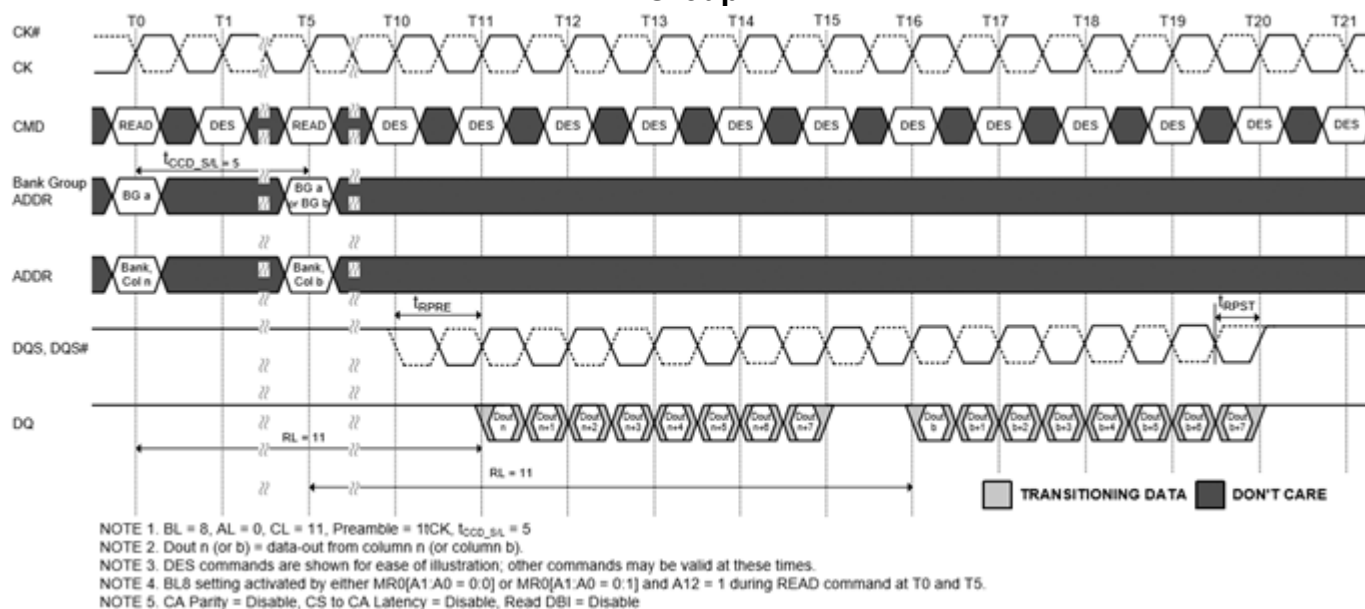 T0 T1 T5 T10 T11 T12 T13 T14 T15 T16 T17 T18 T19 T20 T21
CK#
CK
CMD READ DES READ DES DES DES DES DES DES DES DES DES DES DES DES
tCCD_S/L = 5
Bank Group
ADDR
BG a
BG a
or BG b
ADDR
Bank,
Col n
Bank,
Col b
tRPRE
tRPST
DQS, DQS#
DQ
Dout
n
Dout
n+1
Dout
n+2
Dout
n+3
Dout
n+4
Dout
n+5
Dout
n+6
Dout
n+7
Dout
b
Dout
b+1
Dout
b+2
Dout
b+3
Dout
b+4
Dout
b+5
Dout
b+6
Dout
b+7
RL = 11
RL = 11
TRANSITIONING DATA
DON'T CARE
NOTE 1. BL = 8, AL = 0, CL = 11, Preamble = 1tCK, tCCD_S/L = 5
NOTE 2. Dout n (or b) = data-out from column n (or column b).
NOTE 3. DES commands are shown for ease of illustration; other commands may be valid at these times.
NOTE 4. BL8 setting activated by either MR0[A1:A0 = 0:0] or MR0[A1:A0 = 0:1] and A12 = 1 during READ command at T0 and T5.
NOTE 5. CA Parity = Disable, CS to CA Latency = Disable, Read DBI = Disable